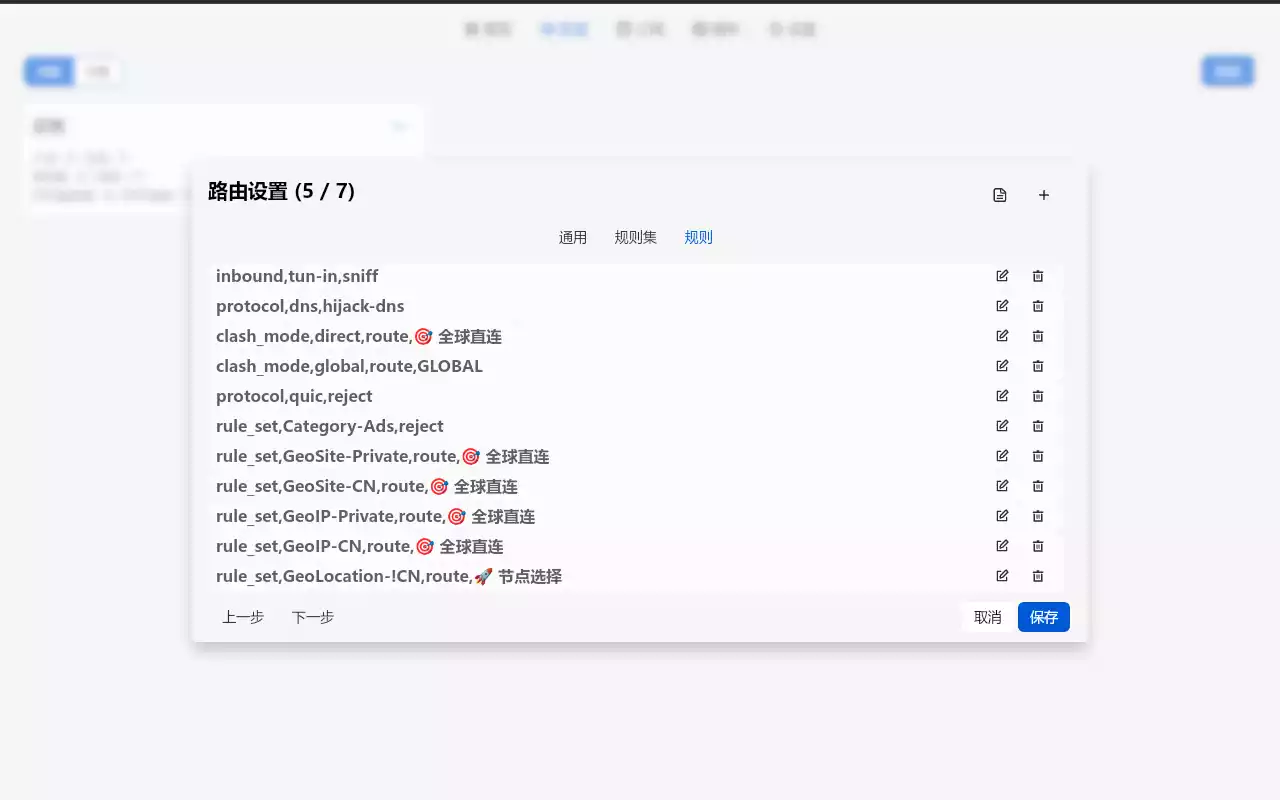 路由设置 (5 / 7)
通用 规则集 规则
inbound,tun-in,sniff
protocol,dns,hijack-dns
clash_mode,direct,route,🎯 全球直连
clash_mode,global,route,GLOBAL
protocol,quic,reject
rule_set,Category-Ads,reject
rule_set,GeoSite-Private,route,🎯 全球直连
rule_set,GeoSite-CN,route,🎯 全球直连
rule_set,GeoIP-Private,route,🎯 全球直连
rule_set,GeoIP-CN,route,🎯 全球直连
rule_set,GeoLocation-!CN,route,🚀 节点选择
上一步 下一步 取消 保存